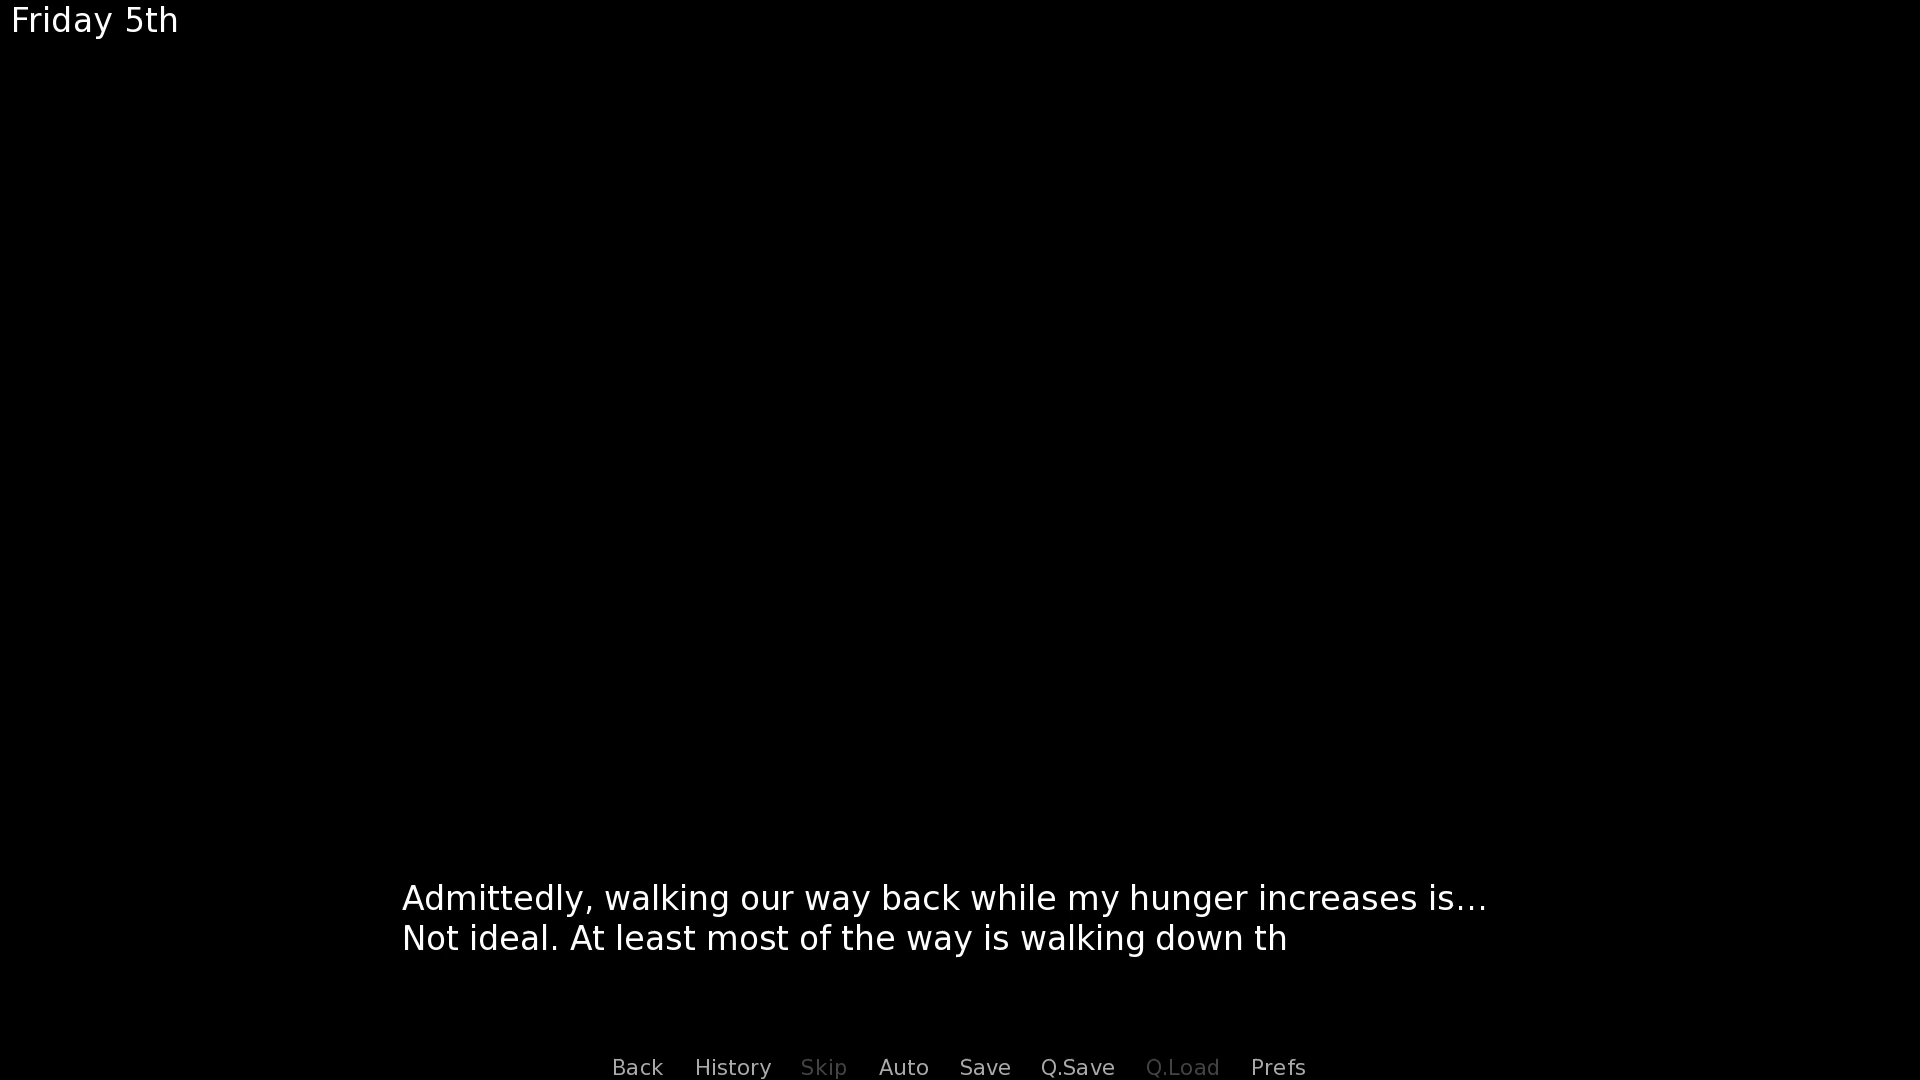 Friday 5th
Admittedly, walking our way back while my hunger increases is...
Not ideal. At least most of the way is walking down th
Back History Skip Auto Save Q.Save Q.Load Prefs